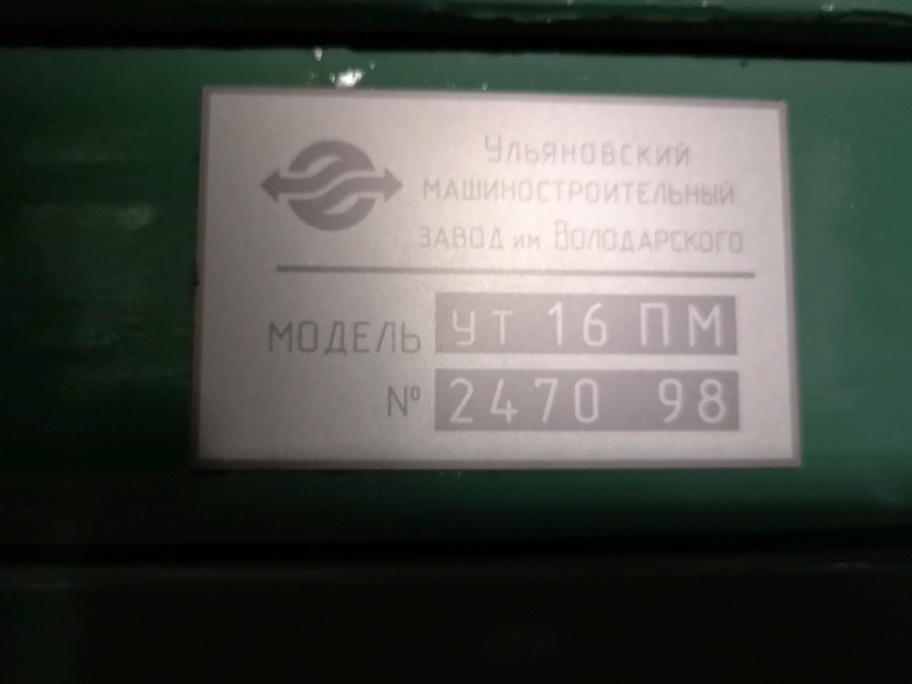 Ульяновский
машиностроительный
завод им Володарского
МОДЕЛЬ УТ 16 ПМ
№ 2470 98